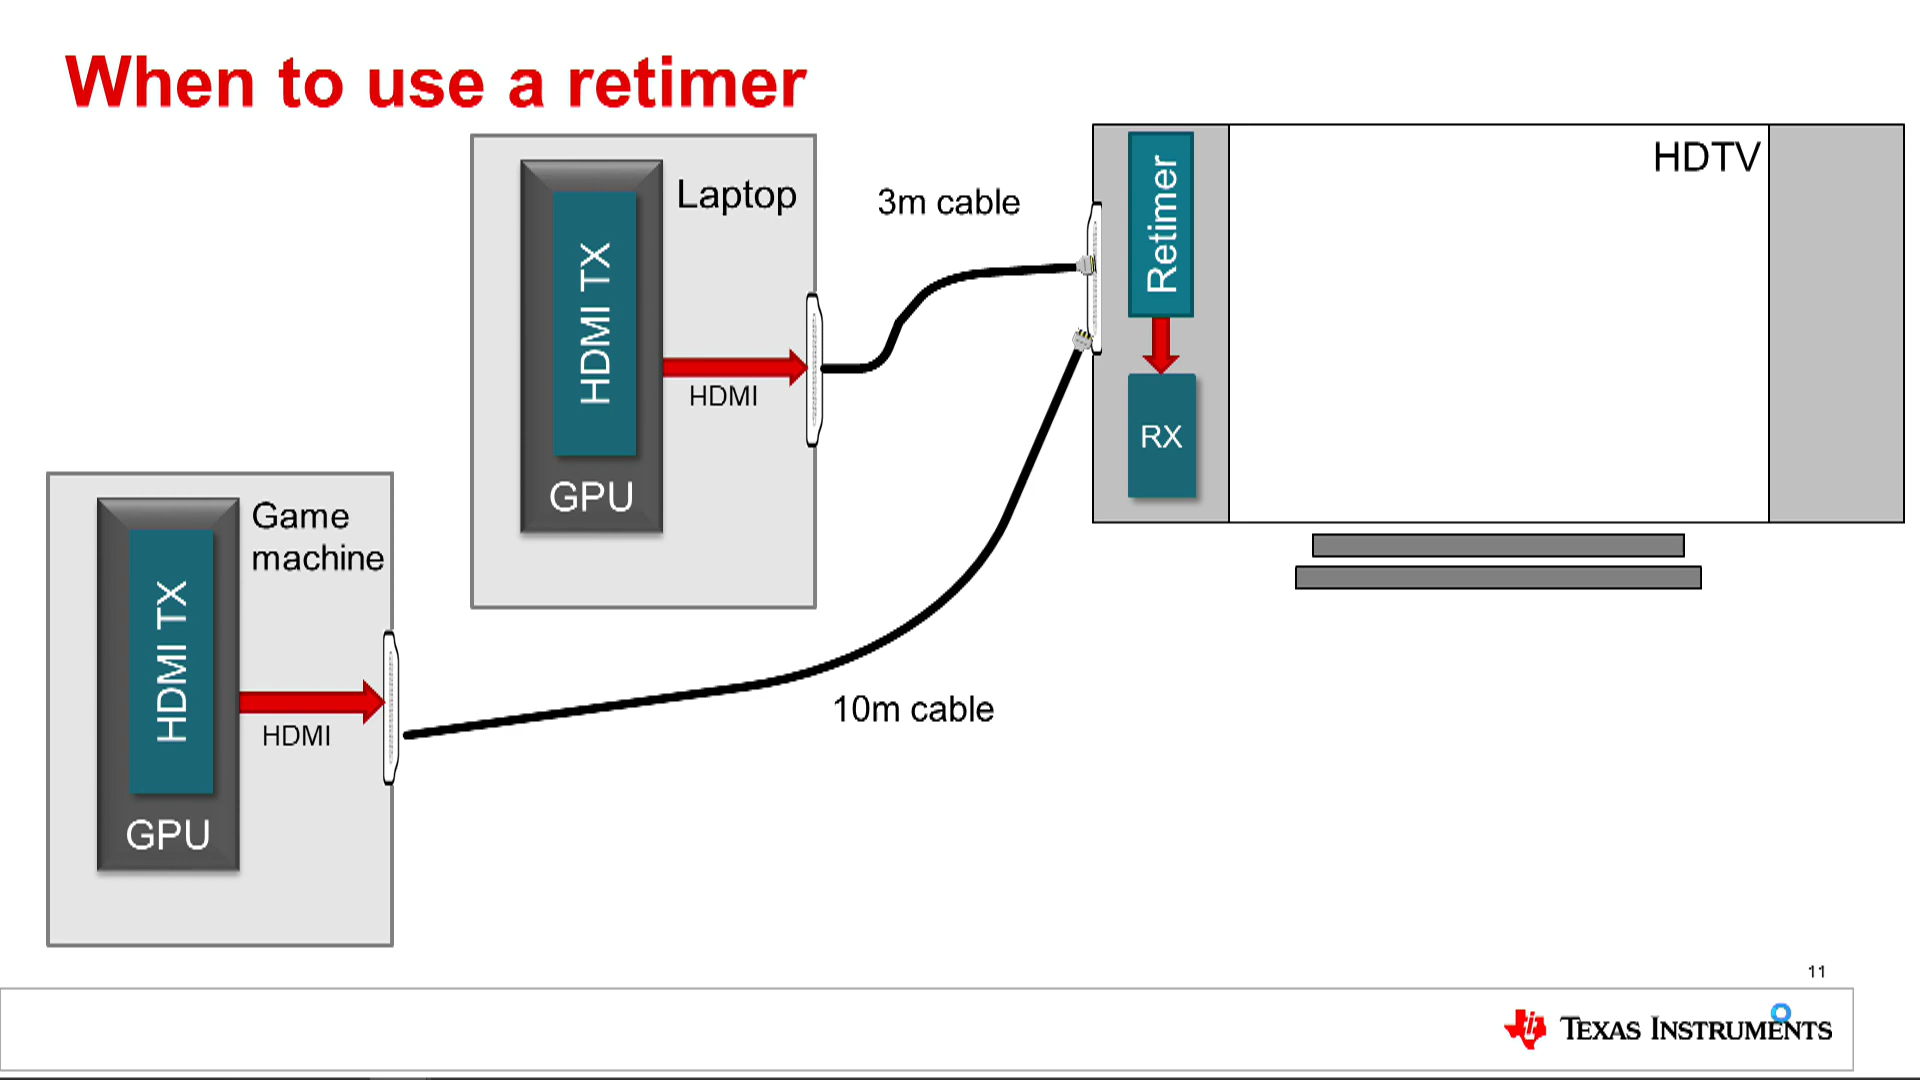 When to use a retimer
Laptop
HDMI TX
GPU
HDMI
3m cable
HDTV
Retimer
RX
Game
machine
HDMI TX
GPU
HDMI
10m cable
11
TEXAS INSTRUMENTS